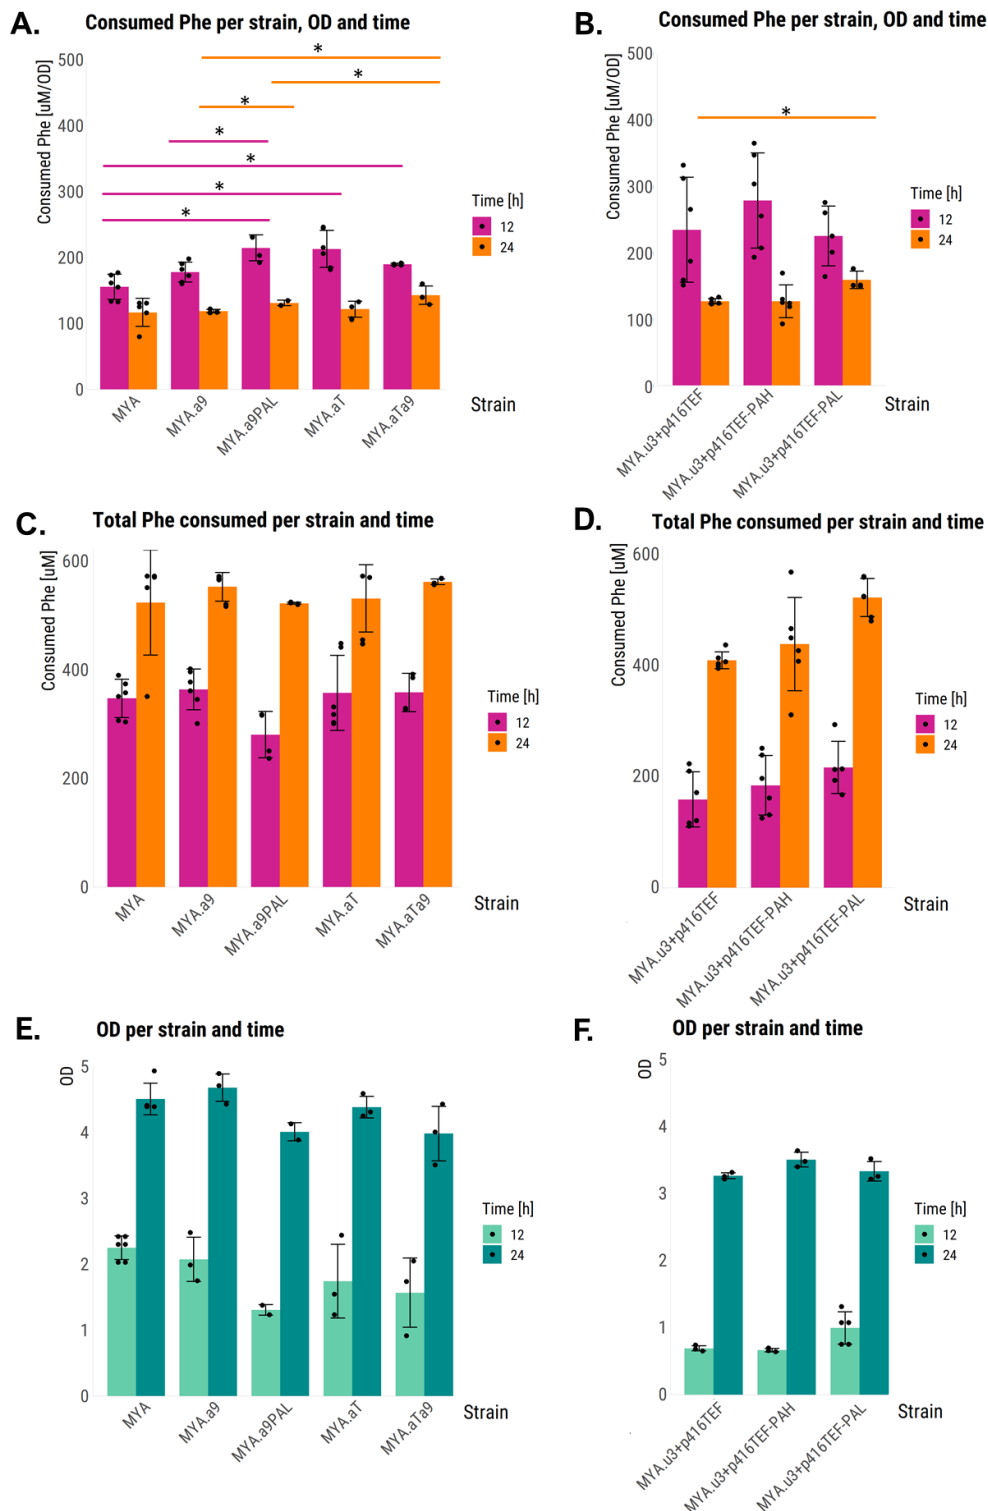 A.
Consumed Phe per strain, OD and time
Consumed Phe [uM/OD]
500
400
300
200
100
0
*
*
*
*
*
*
*
Time [h]
12
24
MYA
MYA.a9
MYA.a9PAL
MYA.aT
MYA.aTa9
Strain
B.
Consumed Phe per strain, OD and time
Consumed Phe [uM/OD]
500
400
300
200
100
0
*
Time [h]
12
24
MYA.u3+p416TEF
MYA.u3+p416TEF-PAH
MYA.u3+p416TEF-PAL
Strain
C.
Total Phe consumed per strain and time
Consumed Phe [uM]
600
400
200
0
Time [h]
12
24
MYA
MYA.a9
MYA.a9PAL
MYA.aT
MYA.aTa9
Strain
D.
Total Phe consumed per strain and time
Consumed Phe [uM]
600
400
200
0
Time [h]
12
24
MYA.u3+p416TEF
MYA.u3+p416TEF-PAH
MYA.u3+p416TEF-PAL
Strain
E.
OD per strain and time
OD
5
4
3
2
1
0
Time [h]
12
24
MYA
MYA.a9
MYA.a9PAL
MYA.aT
MYA.aTa9
Strain
F.
OD per strain and time
OD
5
4
3
2
1
0
Time [h]
12
24
MYA.u3+p416TEF
MYA.u3+p416TEF-PAH
MYA.u3+p416TEF-PAL
Strain